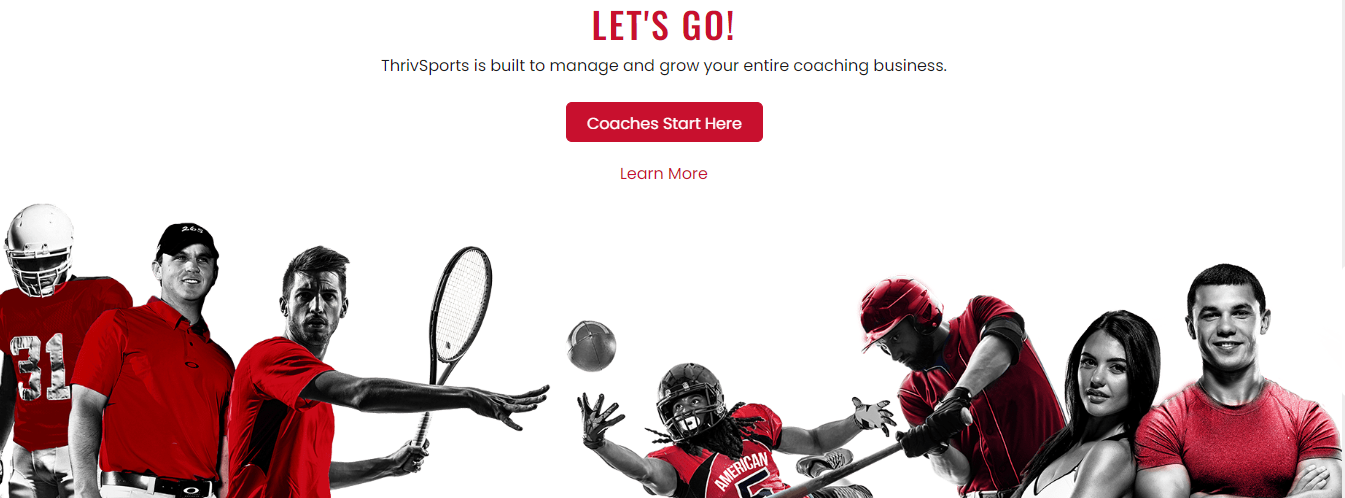 LET'S GO!
ThrivSports is built to manage and grow your entire coaching business.
Coaches Start Here
Learn More
265
31
AMERICAN